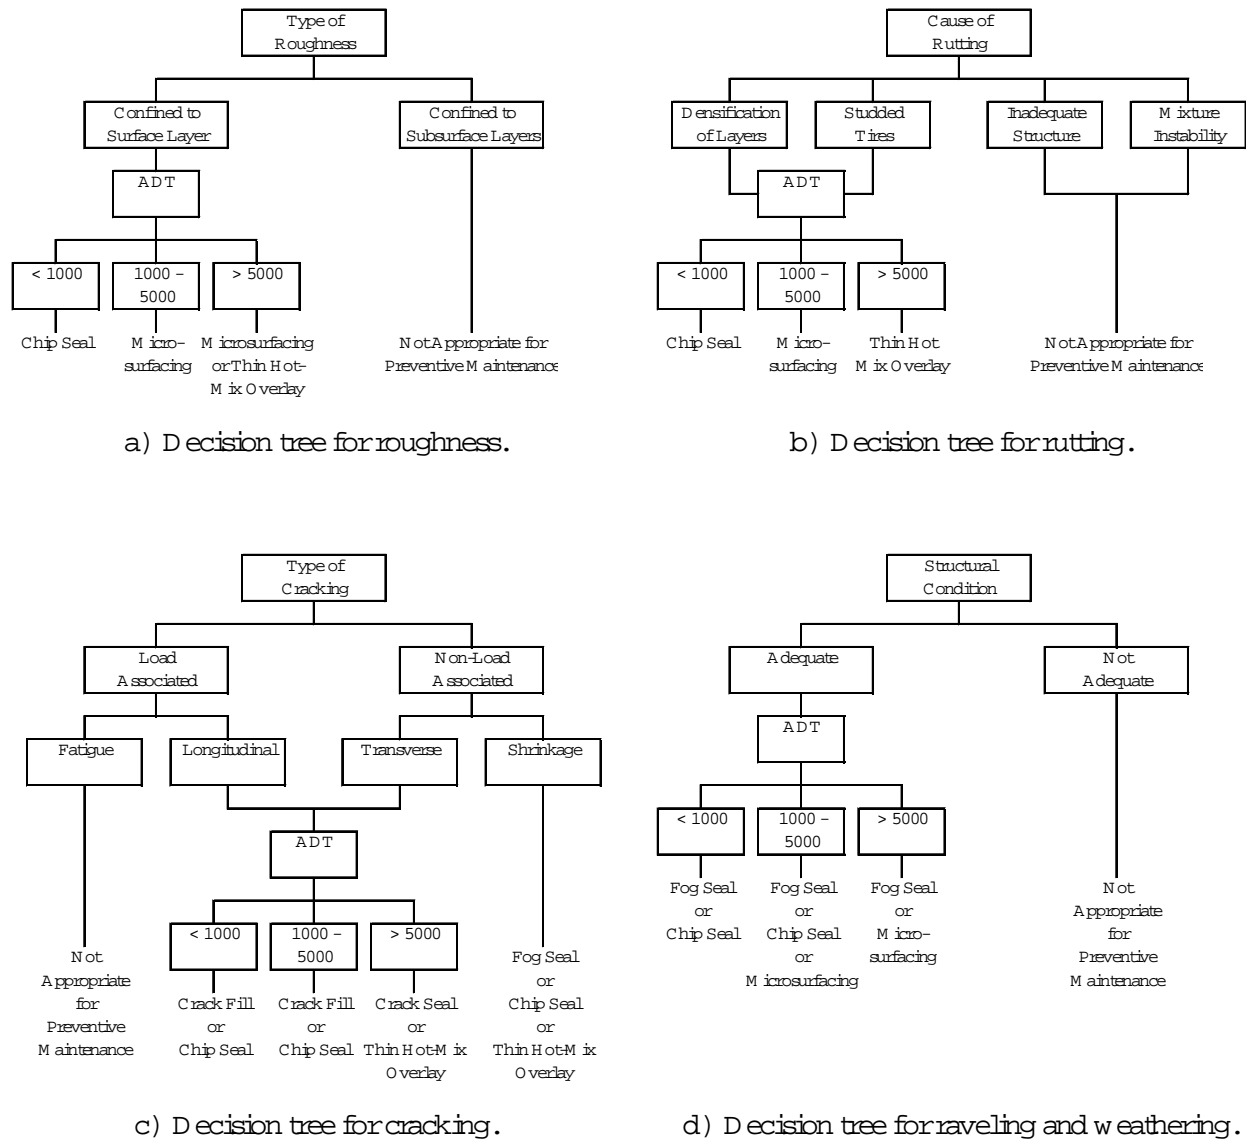 Type of
Roughness
Confined to
Surface Layer
Confined to
Subsurface Layers
ADT
< 1000
1000 –
5000
> 5000
Chip Seal
Micro-
surfacing
Microsurfacing
or Thin Hot-
Mix Overlay
Not Appropriate for
Preventive Maintenance
a) Decision tree for roughness.
Cause of
Rutting
Densification
of Layers
Studded
Tires
Inadequate
Structure
Mixture
Instability
ADT
< 1000
1000 –
5000
> 5000
Chip Seal
Micro-
surfacing
Thin Hot
Mix Overlay
Not Appropriate for
Preventive Maintenance
b) Decision tree for rutting.
Type of
Cracking
Load
Associated
Non-Load
Associated
Fatigue
Longitudinal
Transverse
Shrinkage
ADT
< 1000
1000 –
5000
> 5000
Not
Appropriate
for
Preventive
Maintenance
Crack Fill
or
Chip Seal
Crack Fill
or
Chip Seal
Crack Seal
or
Thin Hot-Mix
Overlay
Fog Seal
or
Chip Seal
or
Thin Hot-Mix
Overlay
c) Decision tree for cracking.
Structural
Condition
Adequate
Not
Adequate
ADT
< 1000
1000 –
5000
> 5000
Fog Seal
or
Chip Seal
Fog Seal
or
Chip Seal
or
Microsurfacing
Fog Seal
or
Micro-
surfacing
Not
Appropriate
for
Preventive
Maintenance
d) Decision tree for raveling and weathering.